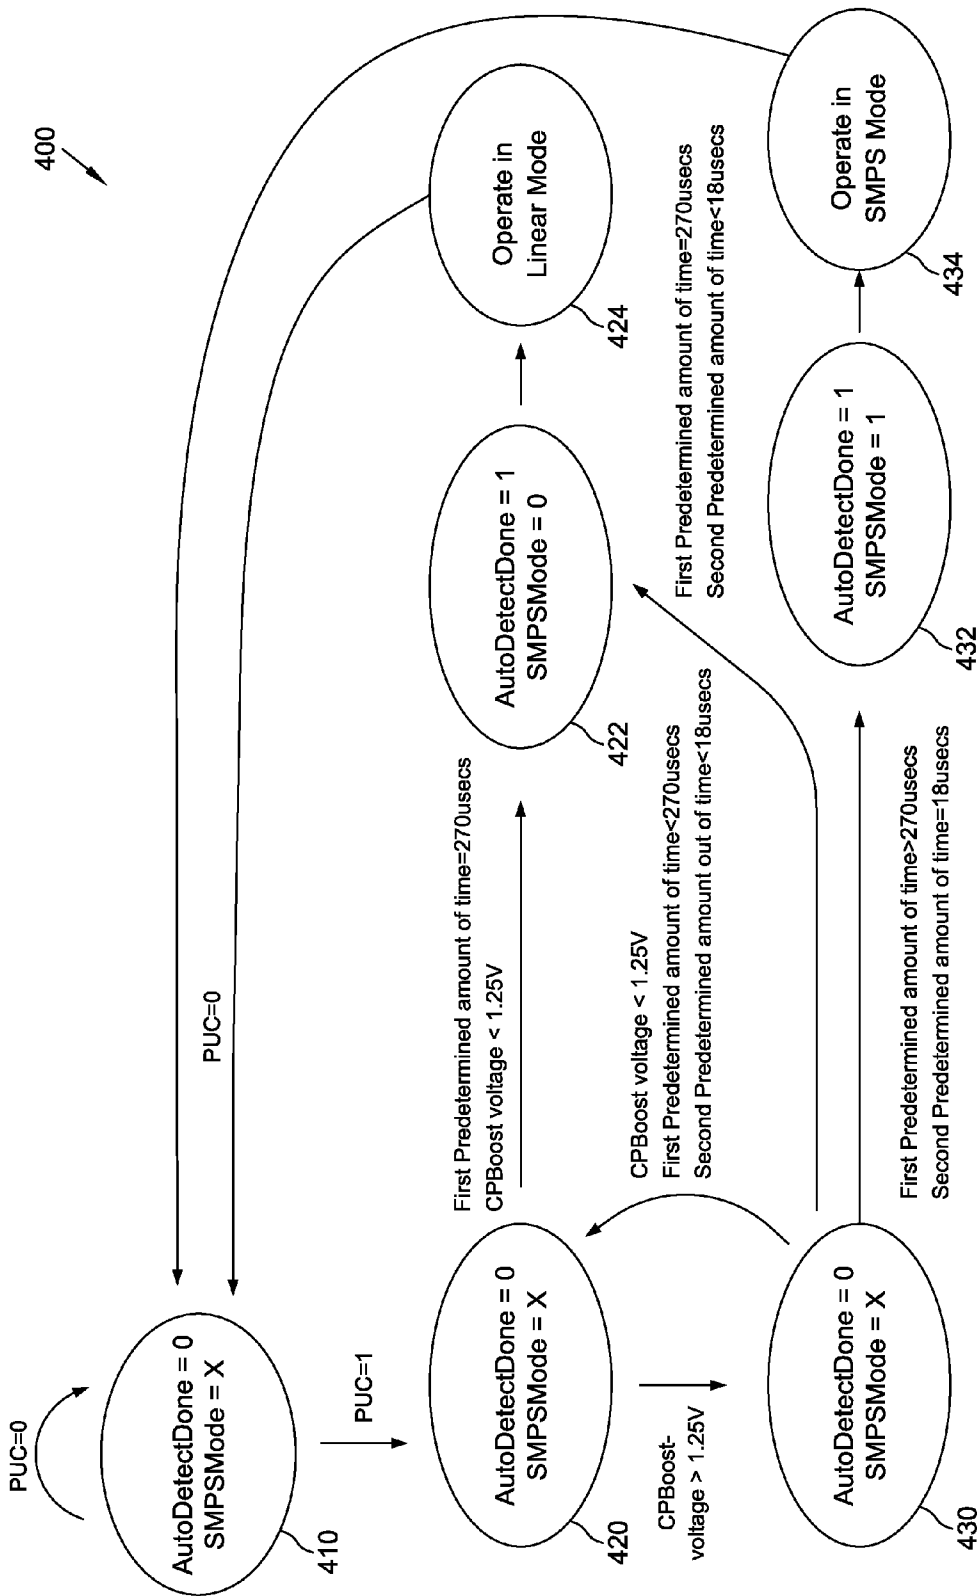 400
PUC=0
AutoDetectDone = 0
SMPSMode = X
410
PUC=0
PUC=1
AutoDetectDone = 0
SMPSMode = X
420
First Predetermined amount of time=270usecs
CPBoost voltage < 1.25V
AutoDetectDone = 1
SMPSMode = 0
422
Operate in
Linear Mode
424
CPBoost-
voltage > 1.25V
CPBoost voltage < 1.25V
First Predetermined amount of time<270usecs
Second Predetermined amount out of time<18usecs
First Predetermined amount of time=270usecs
Second Predetermined amount of time<18usecs
AutoDetectDone = 0
SMPSMode = X
430
First Predetermined amount of time>270usecs
Second Predetermined amount of time=18usecs
AutoDetectDone = 1
SMPSMode = 1
432
Operate in
SMPS Mode
434